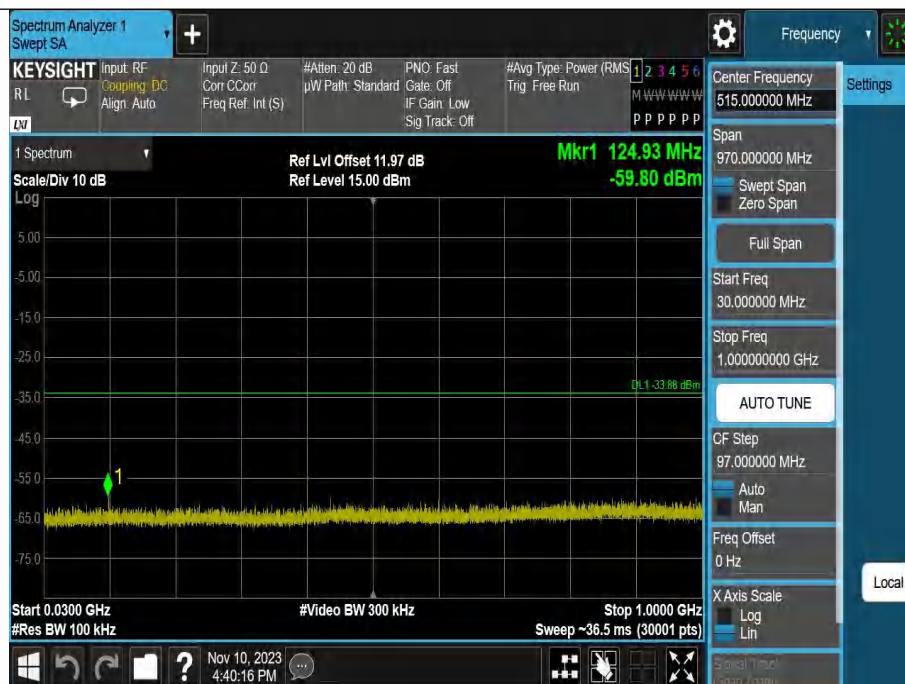 Spectrum Analyzer 1
Swept SA
+
Frequency
KEYSIGHT
R L
LXI
Input: RF
Coupling: DC
Align: Auto
Input Z: 50 Ω
Corr CCorr
Freq Ref: Int (S)
#Atten: 20 dB
µW Path: Standard
PNO: Fast
Gate: Off
IF Gain: Low
Sig Track: Off
#Avg Type: Power (RMS
Trig: Free Run
1 2 3 4 5 6
M W W W W W
P P P P P P
Center Frequency
515.000000 MHz
Settings
1 Spectrum
Scale/Div 10 dB
Ref Lvl Offset 11.97 dB
Ref Level 15.00 dBm
Mkr1 124.93 MHz
-59.80 dBm
Span
970.000000 MHz
Swept Span
Zero Span
Full Span
Start Freq
30.000000 MHz
Stop Freq
1.000000000 GHz
AUTO TUNE
CF Step
97.000000 MHz
Auto
Man
Freq Offset
0 Hz
X Axis Scale
Log
Lin
Signal Track
Local
Log
5.00
-5.00
-15.0
-25.0
-35.0
-45.0
-55.0
-65.0
-75.0
DL1 -33.88 dBm
1
Start 0.0300 GHz
#Res BW 100 kHz
#Video BW 300 kHz
Stop 1.0000 GHz
Sweep ~36.5 ms (30001 pts)
?
Nov 10, 2023
4:40:16 PM